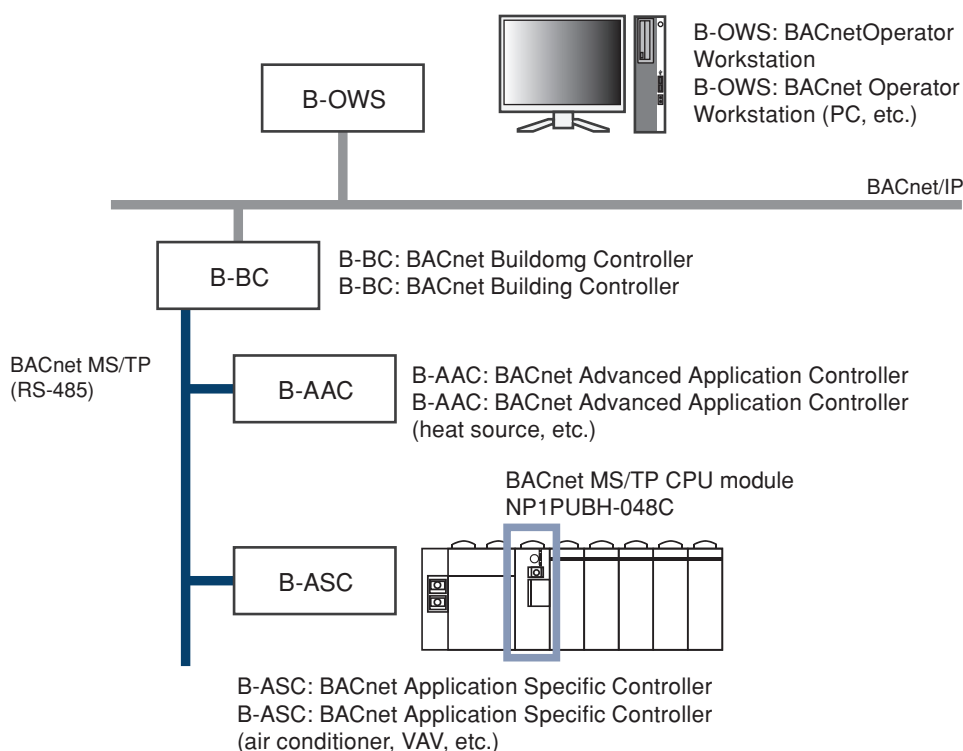 B-OWS
B-OWS: BACnetOperator
Workstation
B-OWS: BACnet Operator
Workstation (PC, etc.)
BACnet/IP
B-BC
B-BC: BACnet Buildomg Controller
B-BC: BACnet Building Controller
BACnet MS/TP
(RS-485)
B-AAC
B-AAC: BACnet Advanced Application Controller
B-AAC: BACnet Advanced Application Controller
(heat source, etc.)
BACnet MS/TP CPU module
NP1PUBH-048C
B-ASC
B-ASC: BACnet Application Specific Controller
B-ASC: BACnet Application Specific Controller
(air conditioner, VAV, etc.)